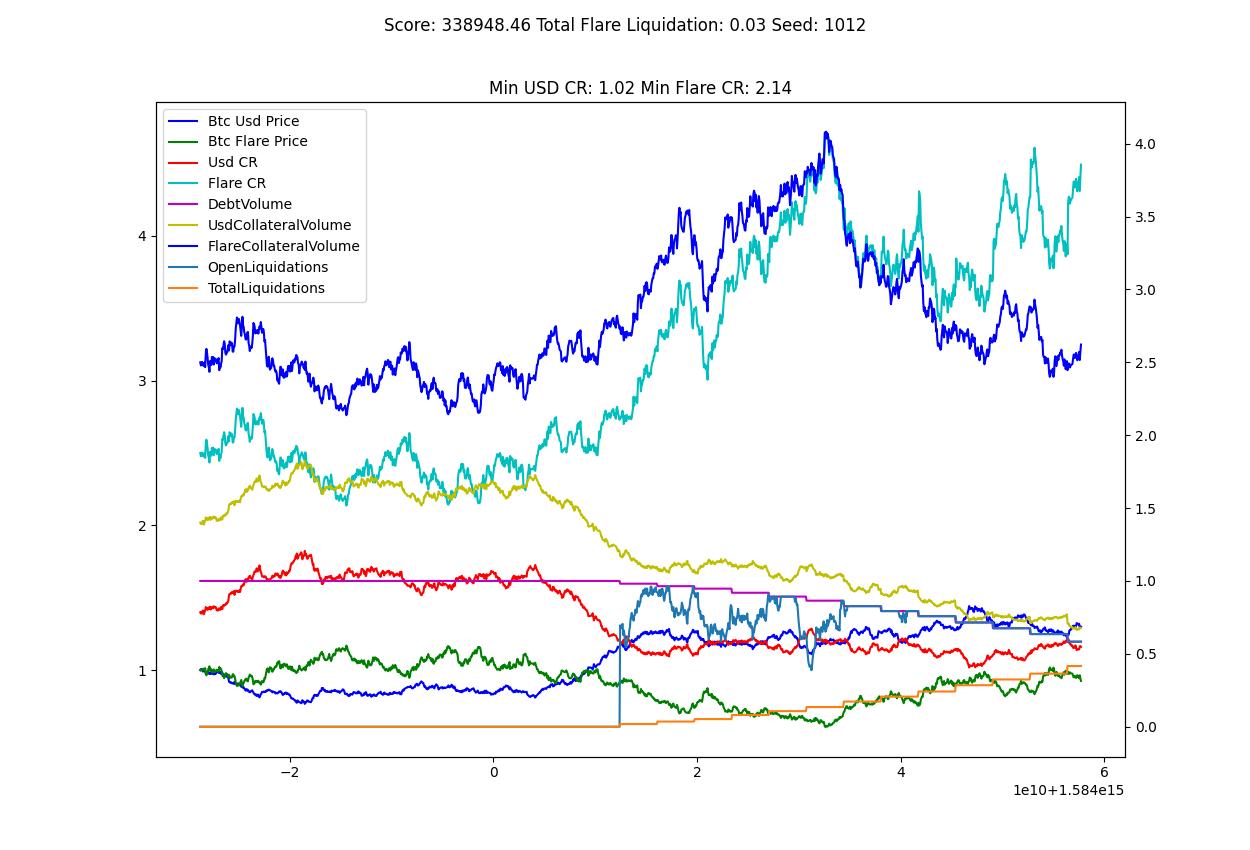 Score: 338948.46 Total Flare Liquidation: 0.03 Seed: 1012
Min USD CR: 1.02 Min Flare CR: 2.14
Btc Usd Price
Btc Flare Price
Usd CR
Flare CR
DebtVolume
UsdCollateralVolume
FlareCollateralVolume
OpenLiquidations
TotalLiquidations
4
3
2
1
4.0
3.5
3.0
2.5
2.0
1.5
1.0
0.5
0.0
−2 0 2 4 6
1e10+1.584e15